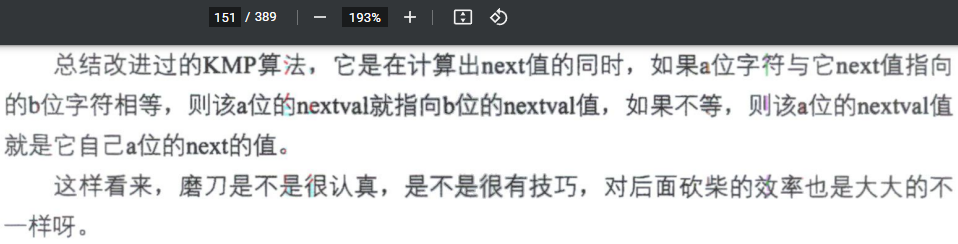 151 / 389 193%
总结改进过的KMP算法，它是在计算出next值的同时，如果a位字符与它next值指向
的b位字符相等，则该a位的nextval就指向b位的nextval值，如果不等，则该a位的nextval值
就是它自己a位的next的值。
这样看来，磨刀是不是很认真，是不是很有技巧，对后面砍柴的效率也是大大的不
一样呀。